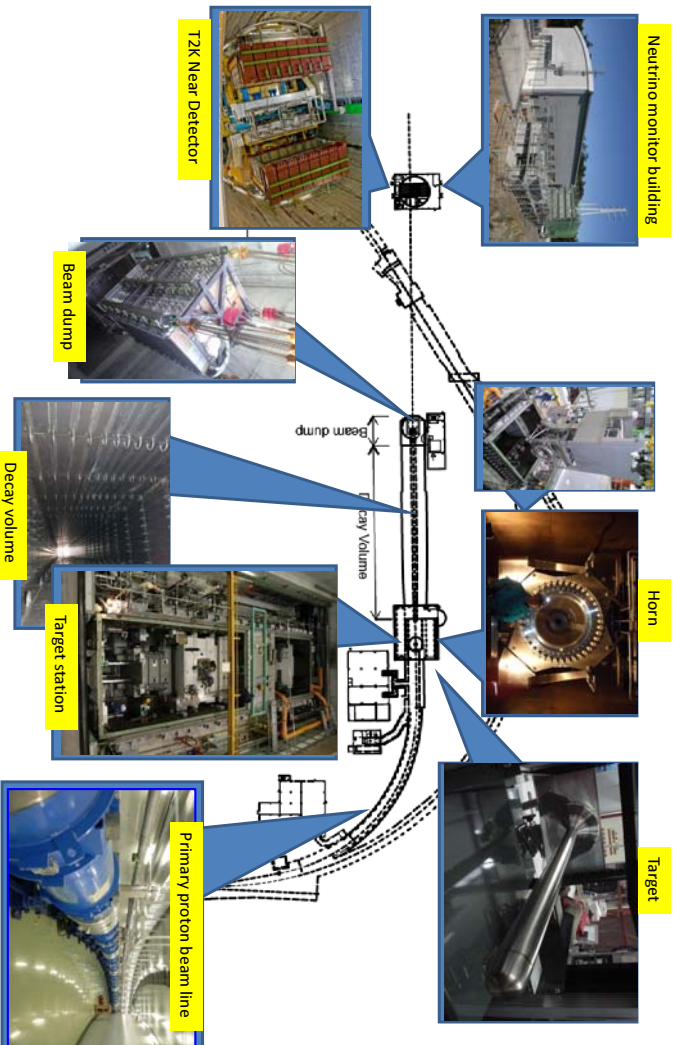 Neutrino monitor building
T2K Near Detector
Beam dump
Beam dump
Decay Volume
Decay volume
Horn
Target station
Target
Primary proton beam line